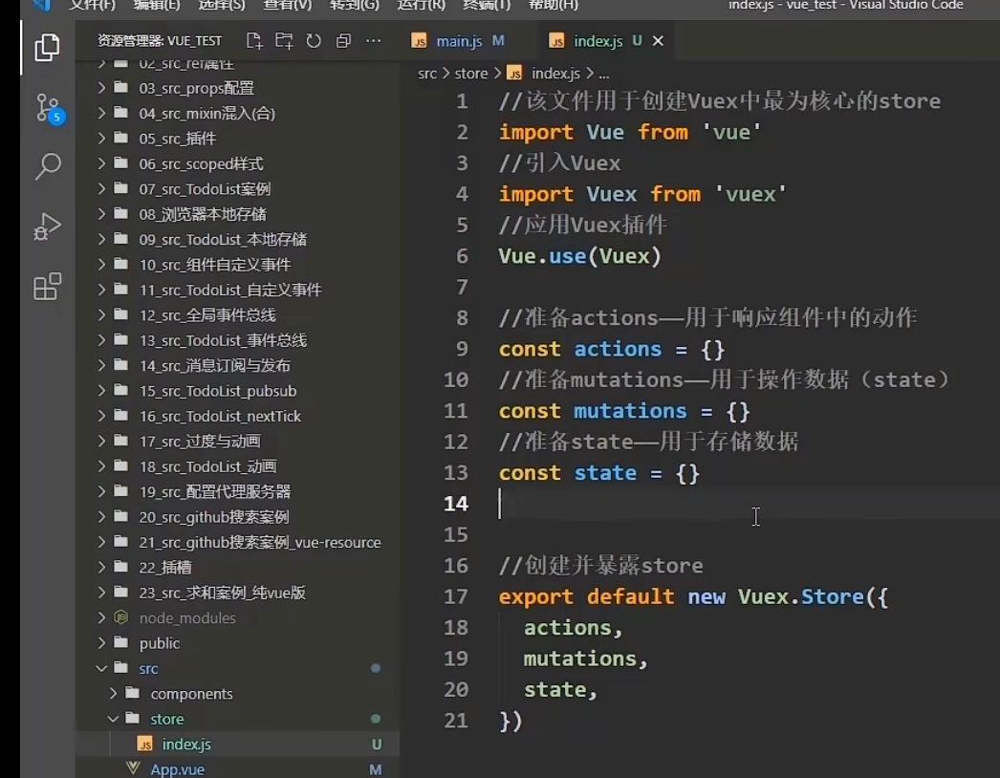 文件(F) 编辑(E) 选择(S) 查看(V) 转到(G) 运行(R) 终端(T) 帮助(H) index.js - vue_test - Visual Studio Code
资源管理器: VUE_TEST
main.js M
index.js U
src > store > JS index.js > ...
5
02_src_ref属性
03_src_props配置
04_src_mixin混入(合)
05_src_插件
06_src_scoped样式
07_src_TodoList案例
08_浏览器本地存储
09_src_TodoList_本地存储
10_src_组件自定义事件
11_src_TodoList_自定义事件
12_src_全局事件总线
13_src_TodoList_事件总线
14_src_消息订阅与发布
15_src_TodoList_pubsub
16_src_TodoList_nextTick
17_src_过度与动画
18_src_TodoList_动画
19_src_配置代理服务器
20_src_github搜索案例
21_src_github搜索案例_vue-resource
22_插槽
23_src_求和案例_纯vue版
node_modules
public
src
components
store
JS index.js U
App.vue M
1 //该文件用于创建Vuex中最为核心的store
2 import Vue from 'vue'
3 //引入Vuex
4 import Vuex from 'vuex'
5 //应用Vuex插件
6 Vue.use(Vuex)
7
8 //准备actions——用于响应组件中的动作
9 const actions = {}
10 //准备mutations——用于操作数据（state）
11 const mutations = {}
12 //准备state——用于存储数据
13 const state = {}
14
15
16 //创建并暴露store
17 export default new Vuex.Store({
18 actions,
19 mutations,
20 state,
21 })